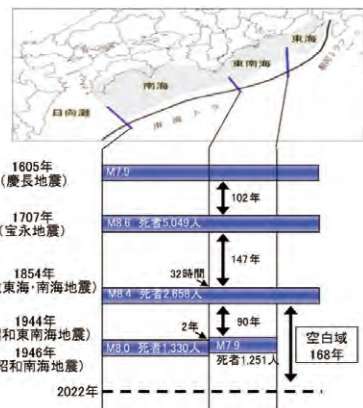 東海
東南海
南海
日向灘
南海トラフ
1605年
(慶長地震)
M7.9
102年
1707年
(宝永地震)
M8.6 死者5,049人
147年
32時間
1854年
東海・南海地震)
M8.4 死者2,658人
1944年
和東南海地震)
2年
90年
空白域
168年
M8.0 死者1,330人
M7.9
死者1,251人
1946年
昭和南海地震)
2022年